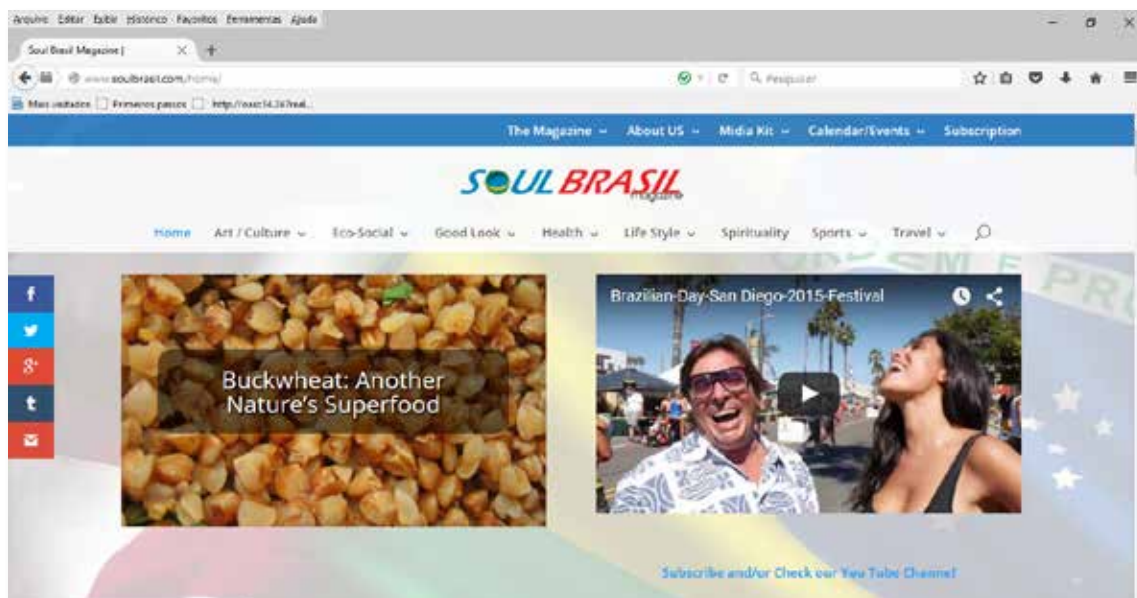 Arquivo Editar Exibir Histórico Favoritos Ferramentas Ajuda
Soul Brasil Magazine |
www.soulbrasil.com/home/
Pesquisar
Mais visitados Primeiros passos
The Magazine About US Midia Kit Calendar/Events Subscription
SOUL BRASIL
magazine
Home Art / Culture Eco-Social Good Look Health Life Style Spirituality Sports Travel
ORDEM E PRO
f
Brazilian-Day-San Diego-2015-Festival
g+
Buckwheat: Another
Nature's Superfood
t
Subscribe and/or Check our You Tube Channel